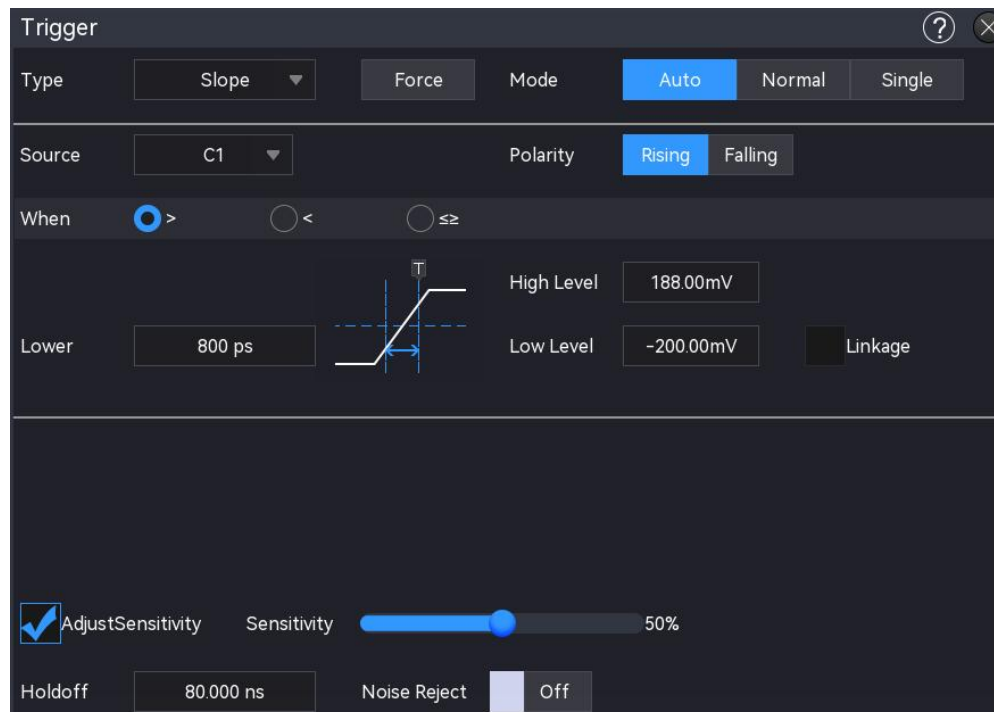 Trigger
Type Slope Force Mode Auto Normal Single
Source C1 Polarity Rising Falling
When > < ≤≥
T
High Level 188.00mV
Lower 800 ps Low Level -200.00mV Linkage
AdjustSensitivity Sensitivity 50%
Holdoff 80.000 ns Noise Reject Off